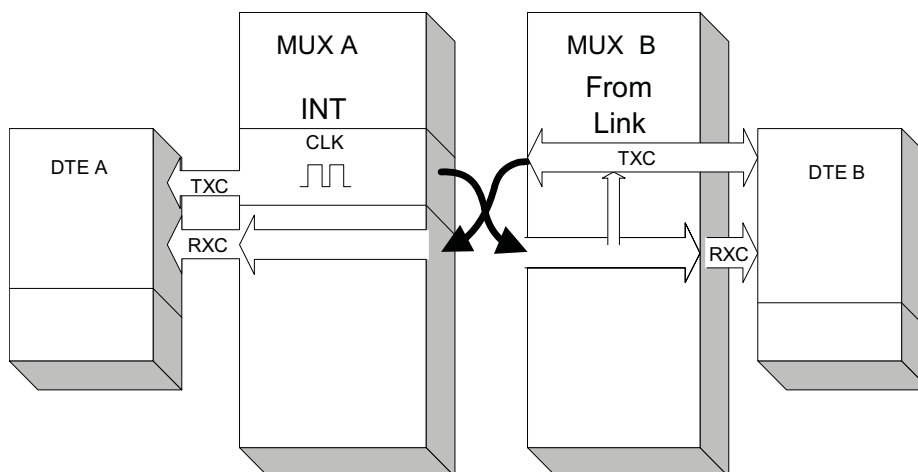 MUX A
MUX B
INT
From
Link
CLK
DTE A
TXC
TXC
DTE B
RXC
RXC